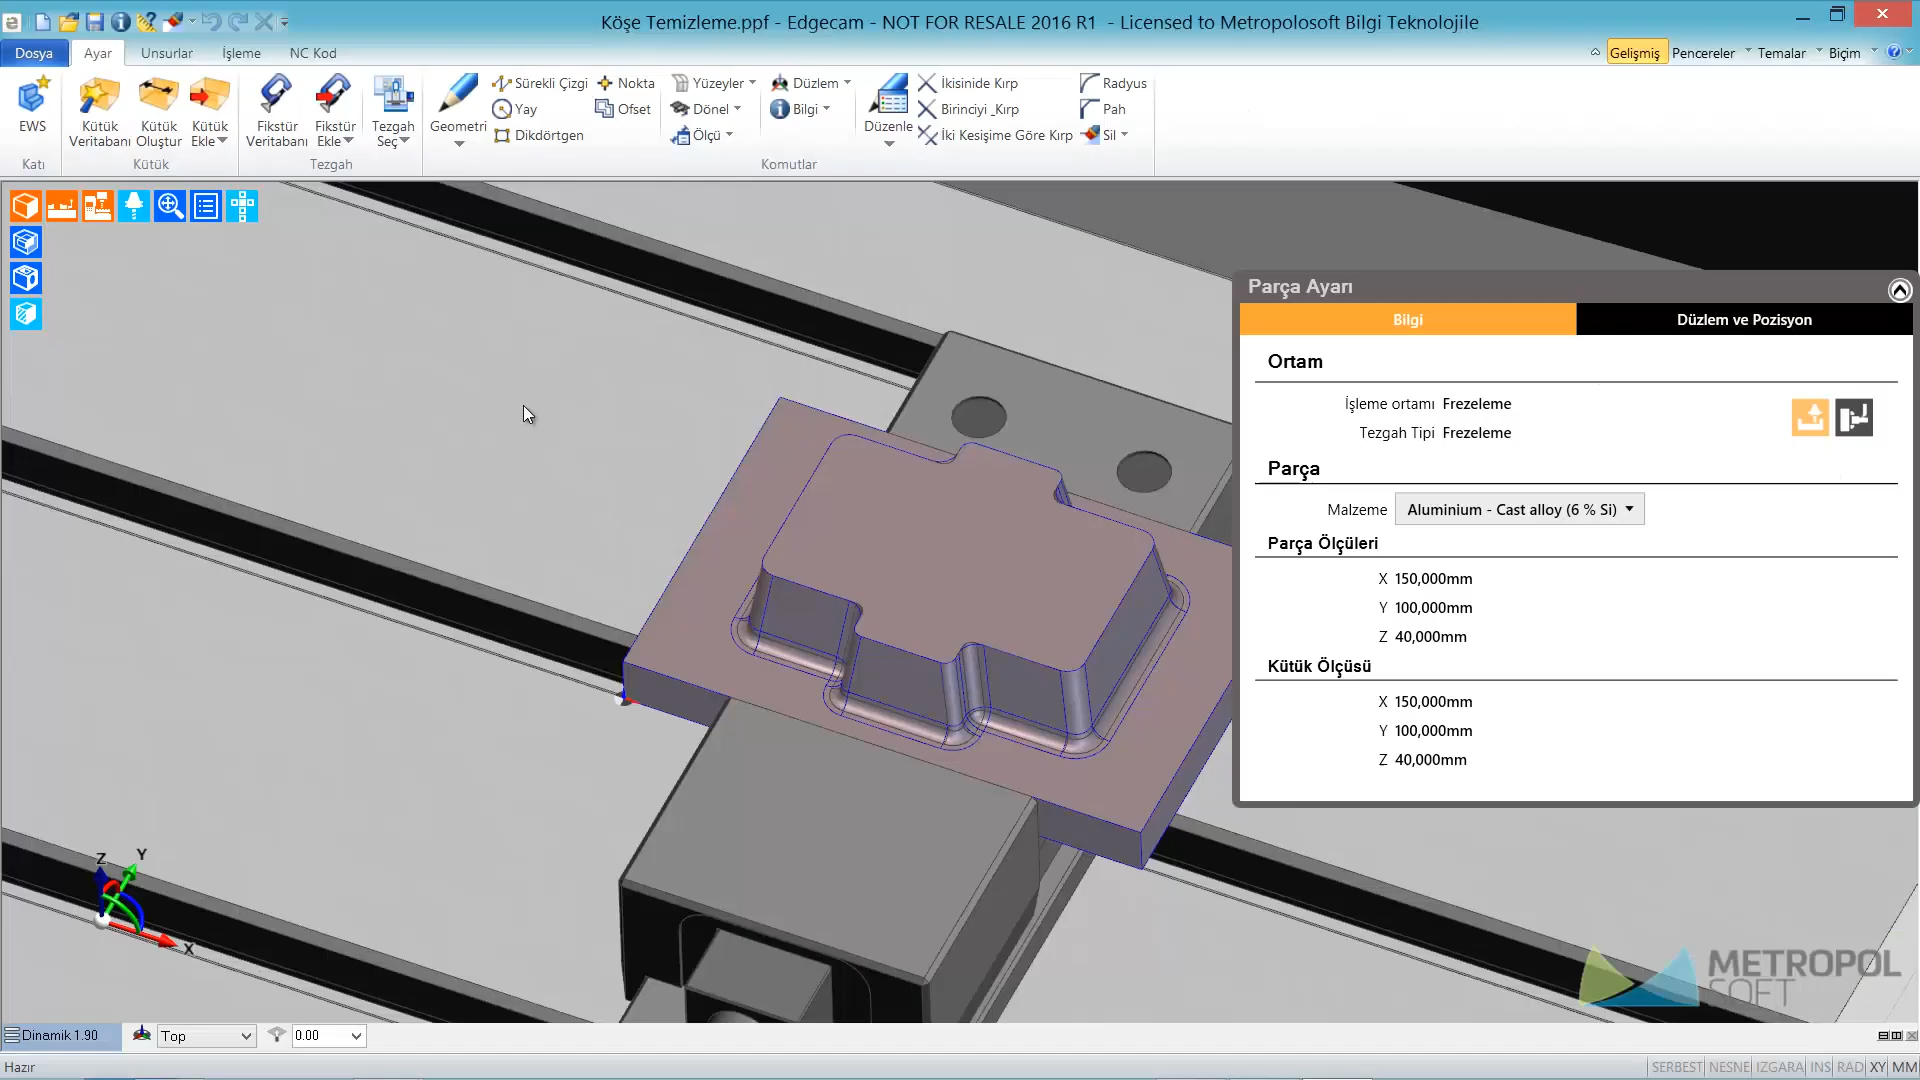 Köşe Temizleme.ppf - Edgecam - NOT FOR RESALE 2016 R1 - Licensed to Metropolosoft Bilgi Teknolojile
Dosya Ayar Unsurlar İşleme NC Kod
Gelişmiş Pencereler Temalar Biçim
EWS
Kütük Veritabanı
Kütük Oluştur
Kütük Ekle
Fikstür Veritabanı
Fikstür Ekle
Tezgah Seç
Geometri
Sürekli Çizgi
Yay
Dikdörtgen
Nokta
Ofset
Yüzeyler
Dönel
Ölçü
Düzlem
Bilgi
Düzenle
İkisinide Kırp
Birinciyi _Kırp
İki Kesişime Göre Kırp
Radyus
Pah
Sil
Katı Kütük Tezgah Komutlar
Parça Ayarı
Bilgi Düzlem ve Pozisyon
Ortam
İşleme ortamı Frezeleme
Tezgah Tipi Frezeleme
Parça
Malzeme Aluminium - Cast alloy (6 % Si)
Parça Ölçüleri
X 150,000mm
Y 100,000mm
Z 40,000mm
Kütük Ölçüsü
X 150,000mm
Y 100,000mm
Z 40,000mm
Z Y
X
METROPOL
SOFT
Dinamik 1.90 Top 0.00
Hazır
SERBEST NESNE IZGARA INS RAD XY MM